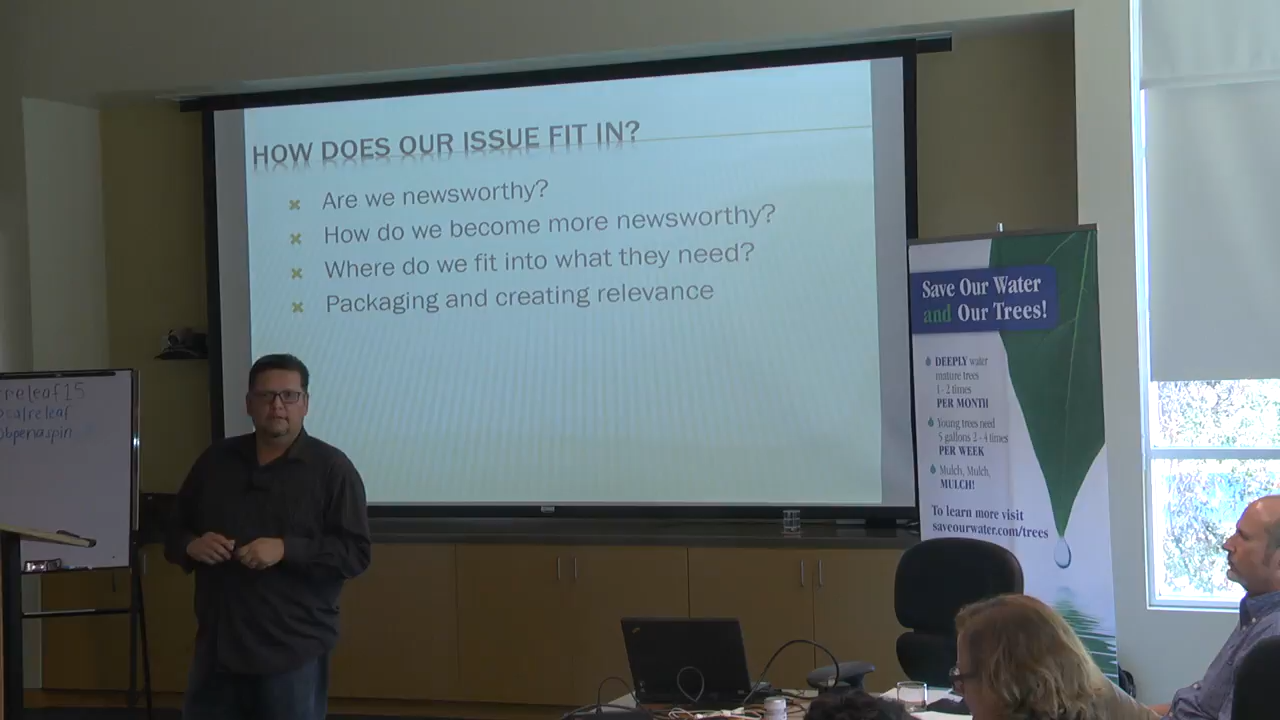 HOW DOES OUR ISSUE FIT IN?
Are we newsworthy?
How do we become more newsworthy?
Where do we fit into what they need?
Packaging and creating relevance
Save Our Water
and Our Trees!
DEEPLY water
mature trees
1 - 2 times
PER MONTH
Young trees need
5 gallons 2 - 4 times
PER WEEK
Mulch, Mulch,
MULCH!
To learn more visit
saveourwater.com/trees
releaf15
calreleaf
penaspin